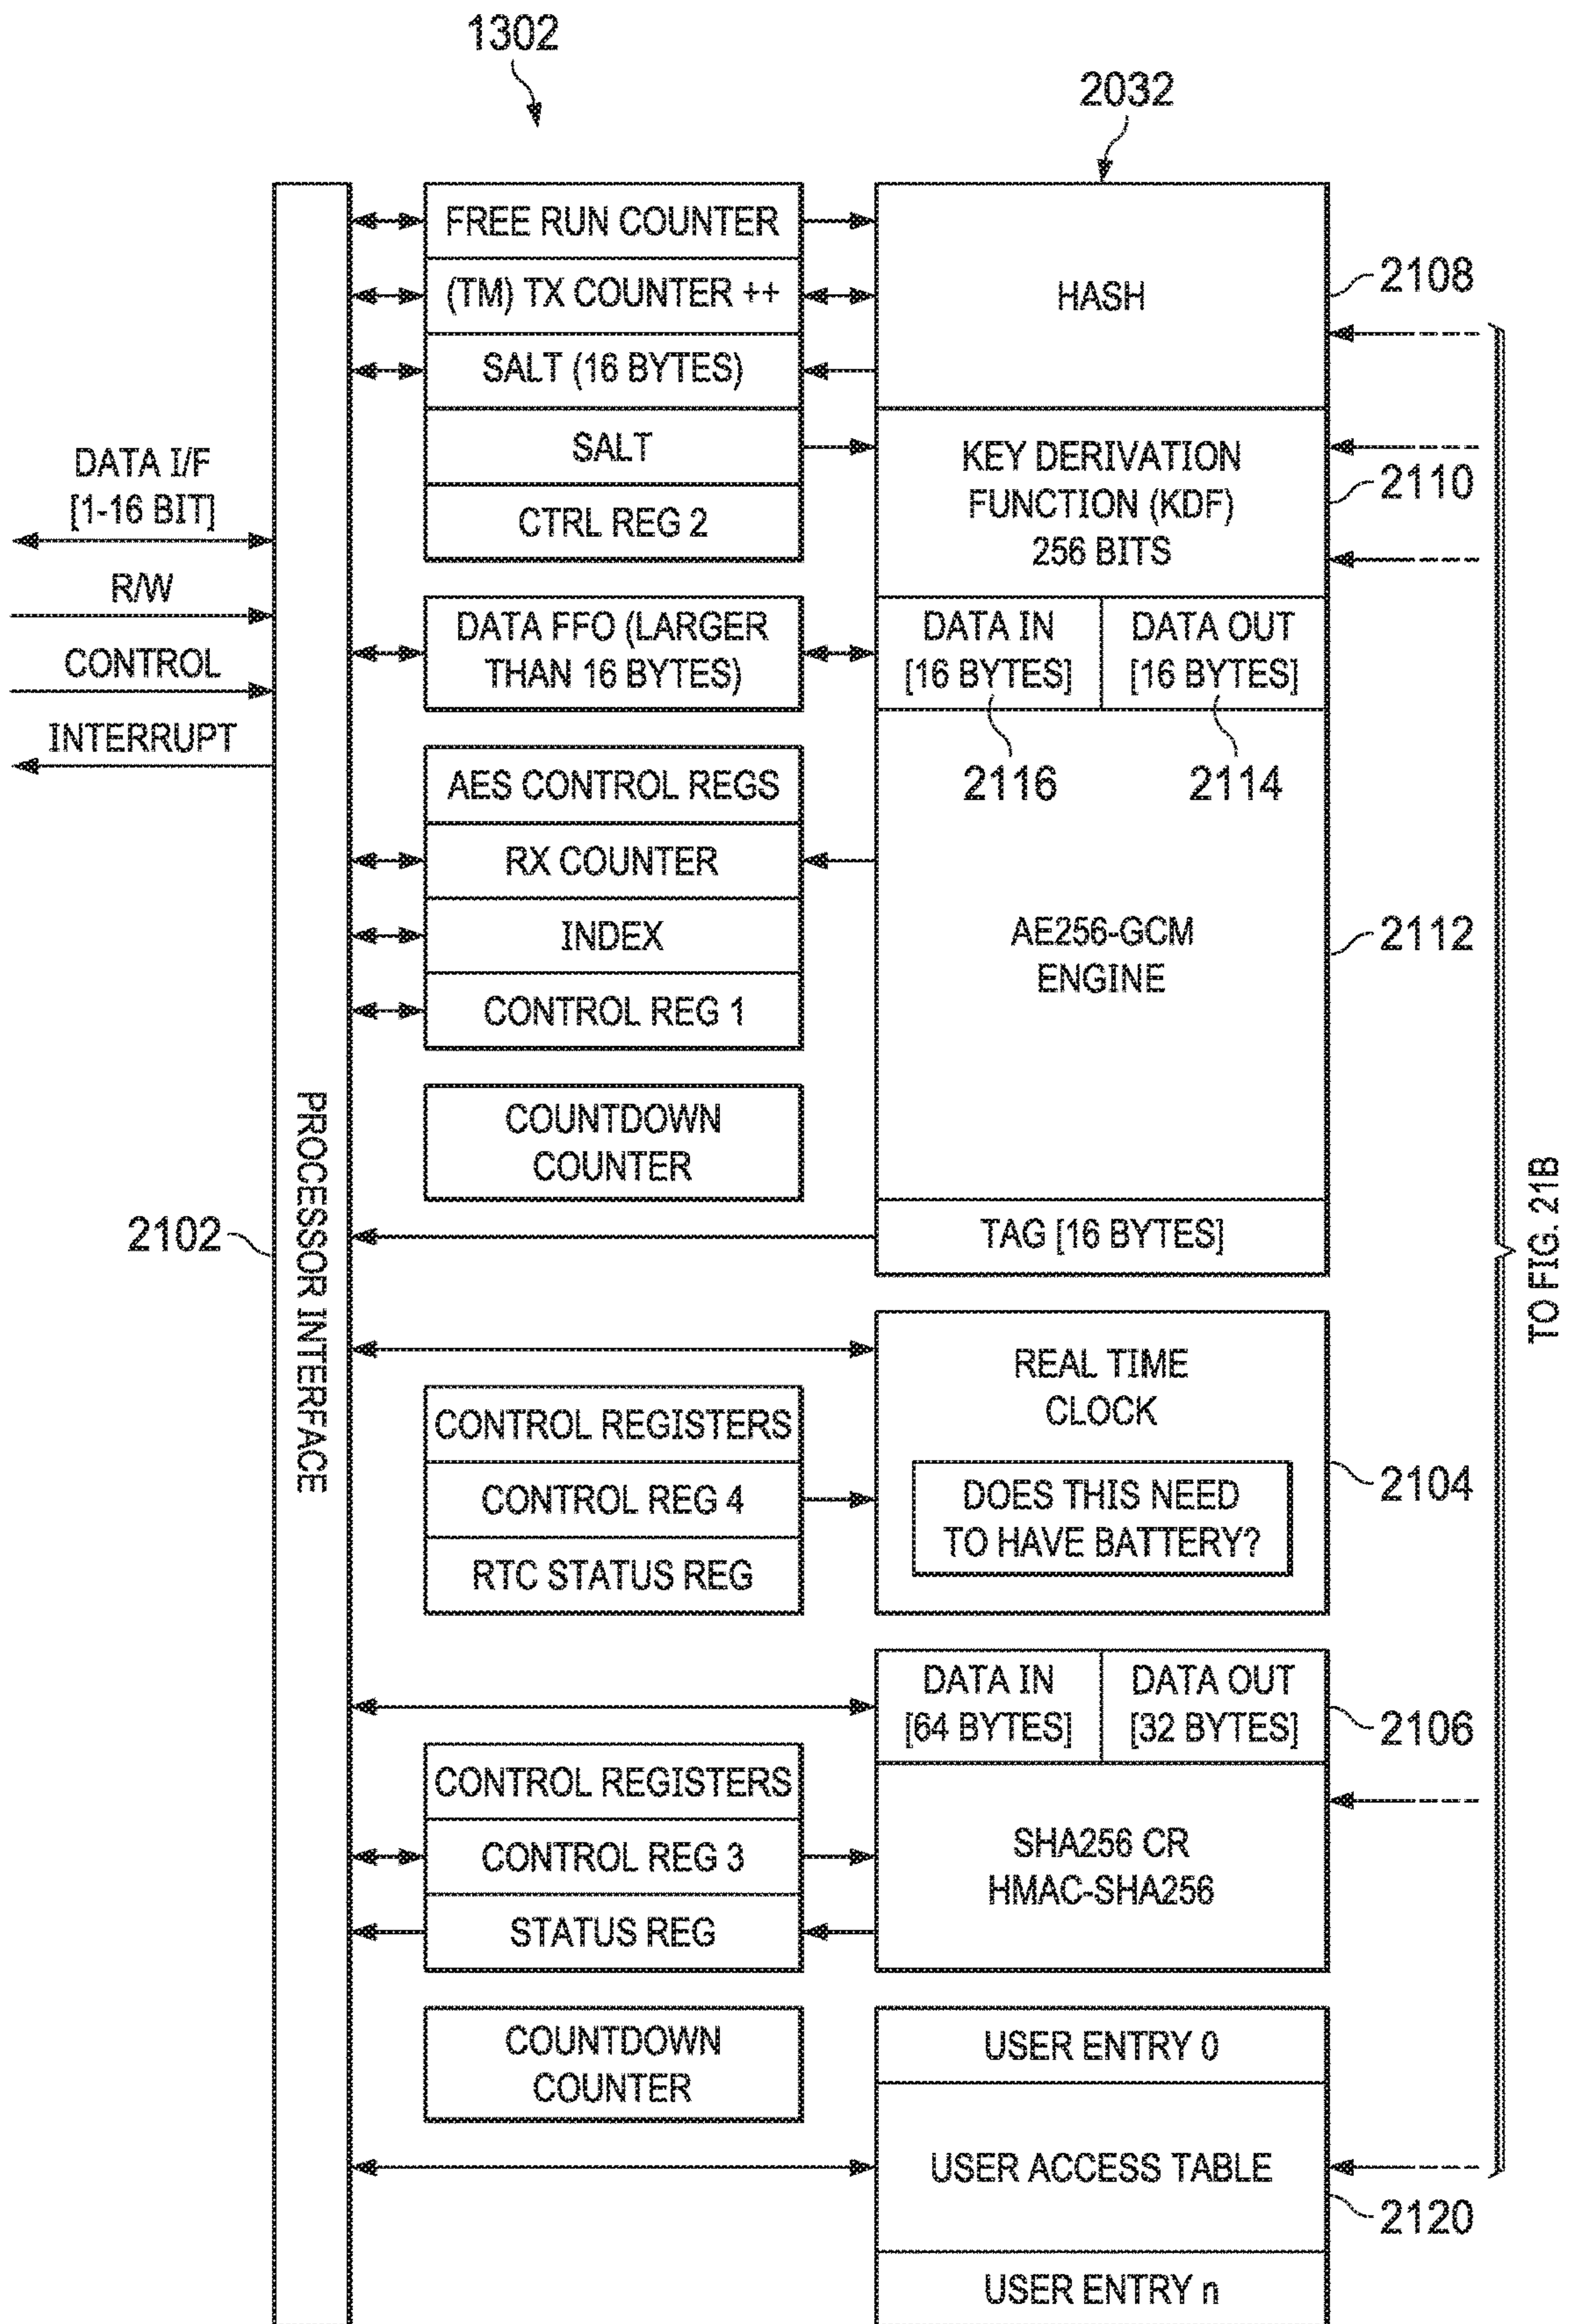 1302
2032
FREE RUN COUNTER
(TM) TX COUNTER ++
SALT (16 BYTES)
SALT
CTRL REG 2
HASH
2108
KEY DERIVATION
FUNCTION (KDF)
256 BITS
2110
DATA I/F
[1-16 BIT]
R/W
CONTROL
INTERRUPT
DATA FFO (LARGER
THAN 16 BYTES)
DATA IN
[16 BYTES]
DATA OUT
[16 BYTES]
2116
2114
AES CONTROL REGS
RX COUNTER
INDEX
CONTROL REG 1
AE256-GCM
ENGINE
2112
COUNTDOWN
COUNTER
TAG [16 BYTES]
2102
PROCESSOR INTERFACE
TO FIG. 21B
REAL TIME
CLOCK
DOES THIS NEED
TO HAVE BATTERY?
2104
CONTROL REGISTERS
CONTROL REG 4
RTC STATUS REG
DATA IN
[64 BYTES]
DATA OUT
[32 BYTES]
2106
CONTROL REGISTERS
CONTROL REG 3
STATUS REG
SHA256 CR
HMAC-SHA256
COUNTDOWN
COUNTER
USER ENTRY 0
USER ACCESS TABLE
2120
USER ENTRY n